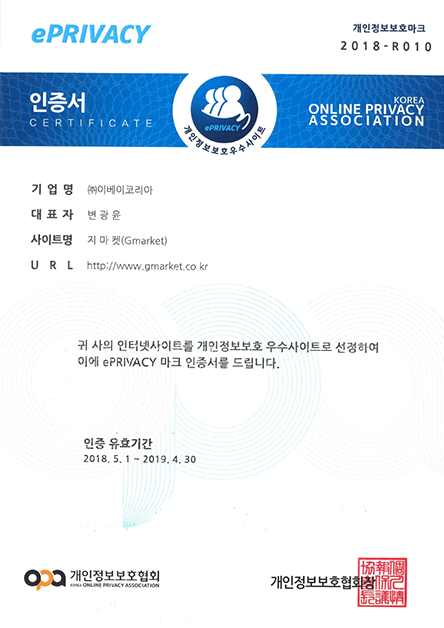 ePRIVACY
개인정보보호마크
2018-R010
인증서
CERTIFICATE
ePRIVACY
개인정보보호우수사이트
KOREA
ONLINE PRIVACY
ASSOCIATION
기 업 명 ㈜이베이코리아
대 표 자 변 광 윤
사이트명 지 마 켓(Gmarket)
U R L http://www.gmarket.co.kr
귀 사의 인터넷사이트를 개인정보보호 우수사이트로 선정하여
이에 ePRIVACY 마크 인증서를 드립니다.
인증 유효기간
2018. 5. 1 ~ 2019. 4. 30
opa 개인정보보호협회
KOREA ONLINE PRIVACY ASSOCIATION
개인정보보호협회장